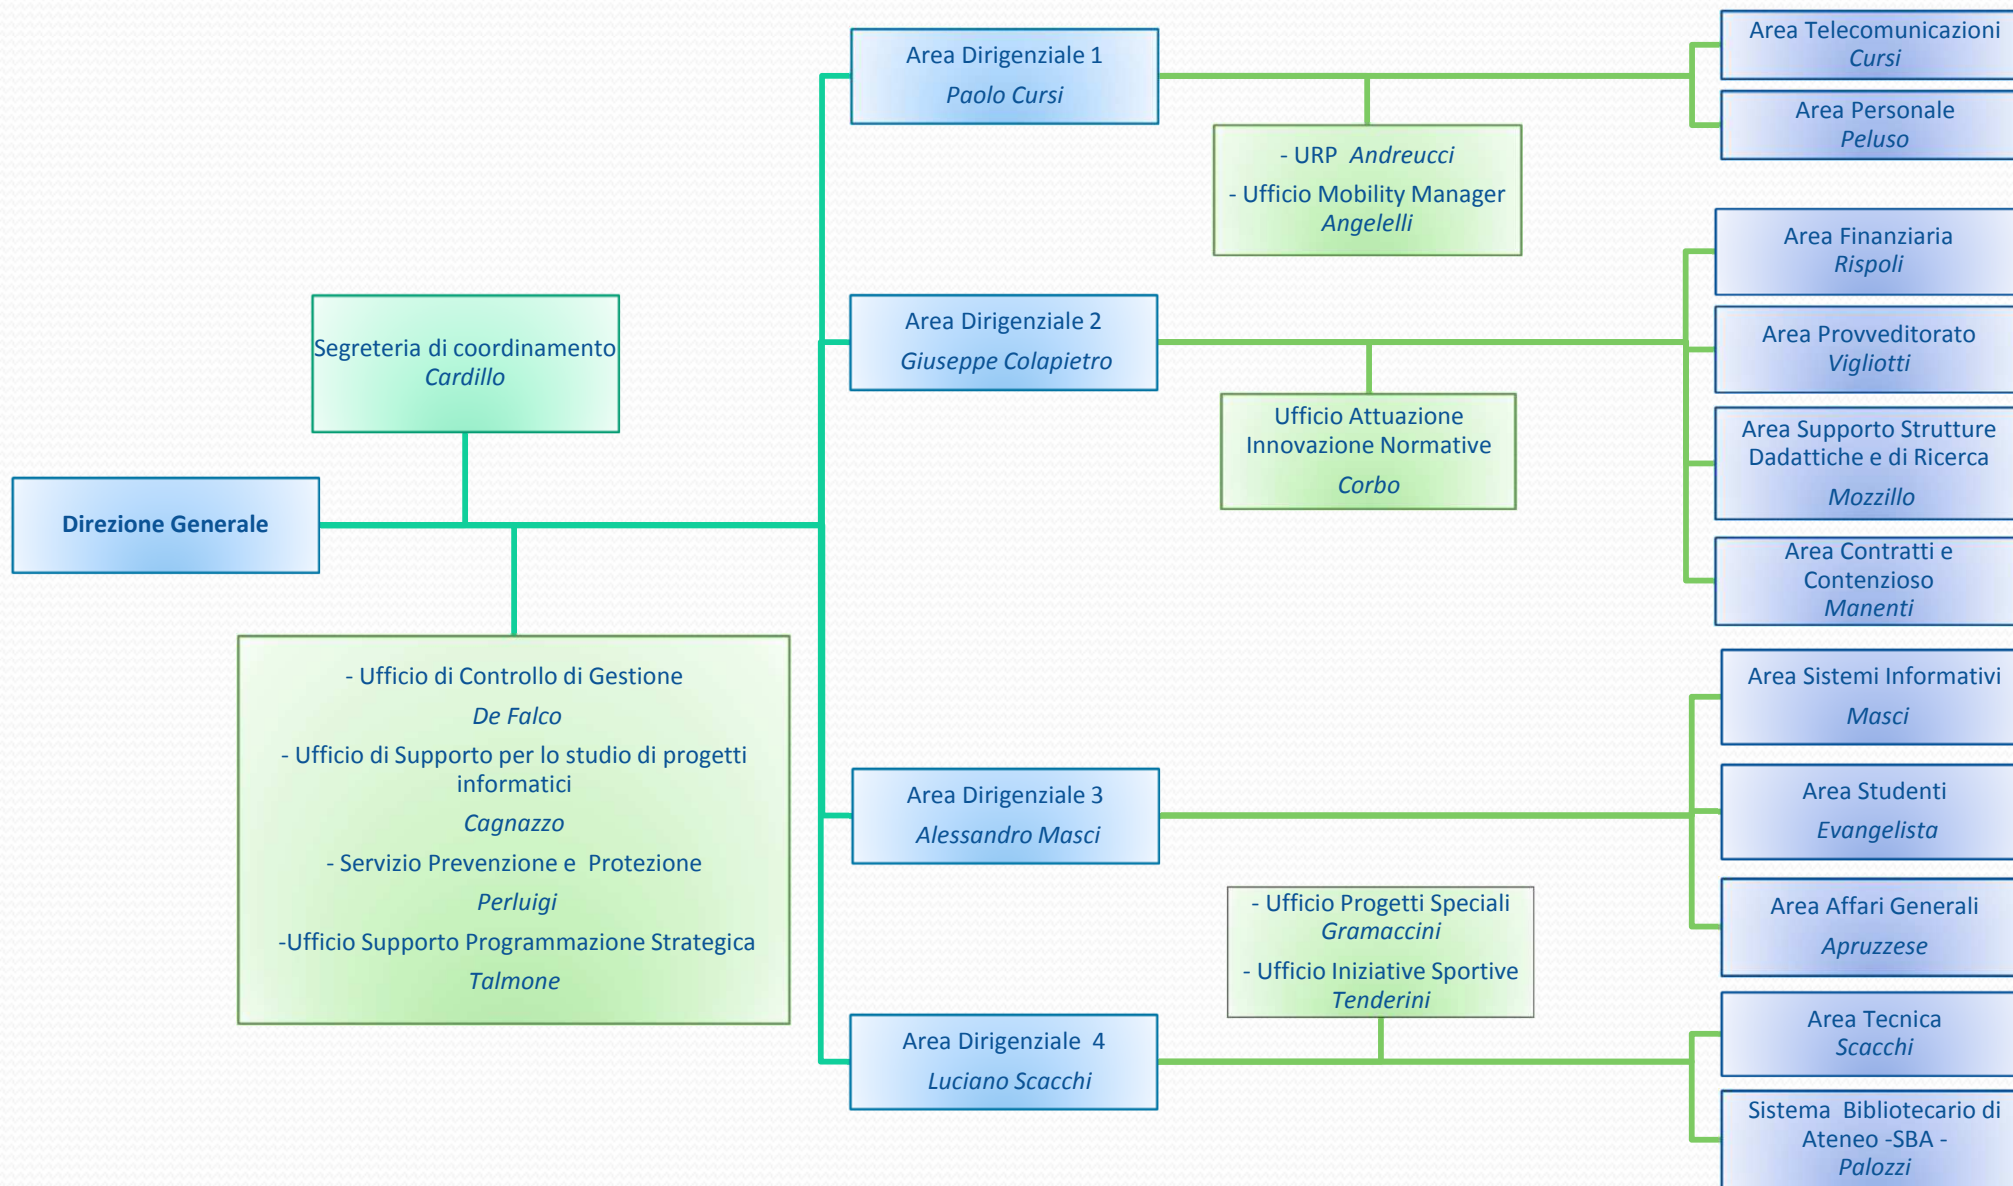 Direzione Generale
Segreteria di coordinamento
Cardillo
- Ufficio di Controllo di Gestione
De Falco
- Ufficio di Supporto per lo studio di progetti
informatici
Cagnazzo
- Servizio Prevenzione e Protezione
Perluigi
-Ufficio Supporto Programmazione Strategica
Talmone
Area Dirigenziale 1
Paolo Cursi
- URP Andreucci
- Ufficio Mobility Manager
Angelelli
Area Telecomunicazioni
Cursi
Area Personale
Peluso
Area Dirigenziale 2
Giuseppe Colapietro
Ufficio Attuazione
Innovazione Normative
Corbo
Area Finanziaria
Rispoli
Area Provveditorato
Vigliotti
Area Supporto Strutture
Dadattiche e di Ricerca
Mozzillo
Area Contratti e
Contenzioso
Manenti
Area Dirigenziale 3
Alessandro Masci
Area Sistemi Informativi
Masci
Area Studenti
Evangelista
Area Affari Generali
Apruzzese
Area Dirigenziale 4
Luciano Scacchi
- Ufficio Progetti Speciali
Gramaccini
- Ufficio Iniziative Sportive
Tenderini
Area Tecnica
Scacchi
Sistema Bibliotecario di
Ateneo -SBA -
Palozzi